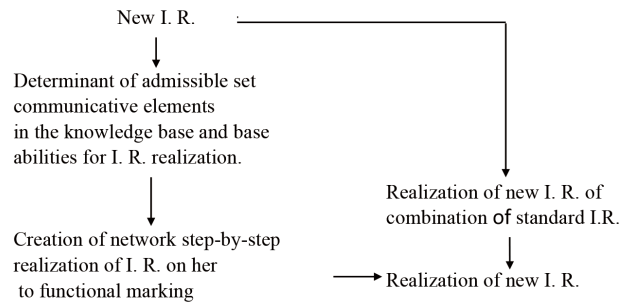 New I. R.
Determinant of admissible set
communicative elements
in the knowledge base and base
abilities for I. R. realization.
Creation of network step-by-step
realization of I. R. on her
to functional marking
Realization of new I. R. of
combination of standard I.R.
Realization of new I. R.